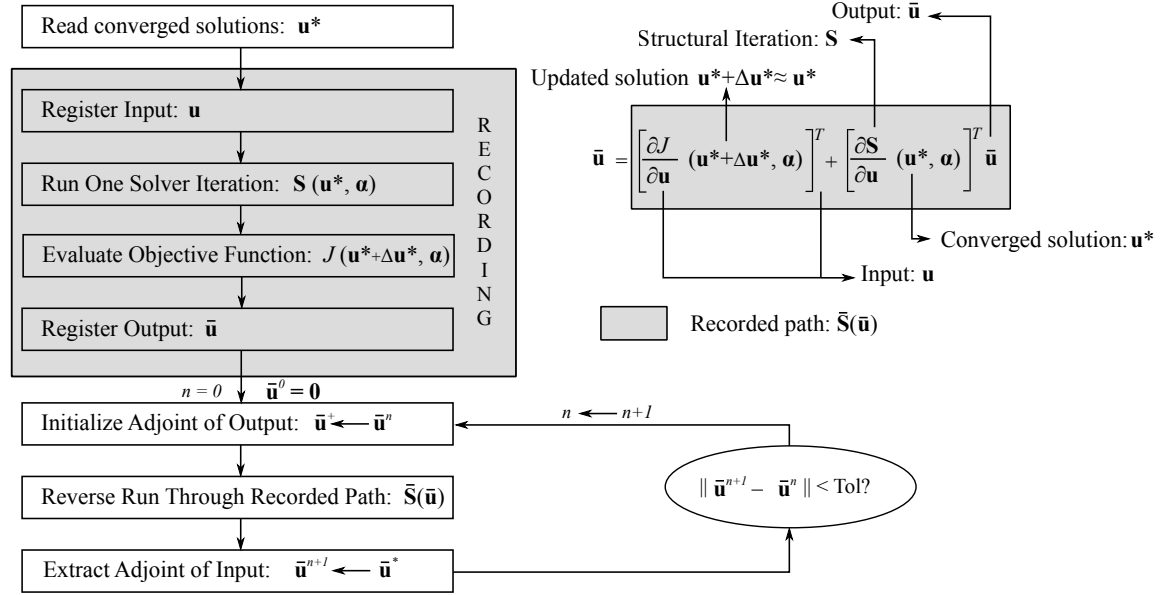 Read converged solutions: u*
Register Input: u
Run One Solver Iteration: S (u*, α)
Evaluate Objective Function: J (u*+Δu*, α)
Register Output: ū
RECORDING
n = 0 ū⁰ = 0
Initialize Adjoint of Output: ū⁺ ← ūⁿ
Reverse Run Through Recorded Path: S̄(ū)
Extract Adjoint of Input: ūⁿ⁺¹ ← ū*
n ← n+1
|| ūⁿ⁺¹ − ūⁿ || < Tol?
Output: ū
Structural Iteration: S
Updated solution u*+Δu*≈ u*
ū = [∂J/∂u (u*+Δu*, α)]ᵀ + [∂S/∂u (u*, α)]ᵀ ū
Converged solution: u*
Input: u
Recorded path: S̄(ū)